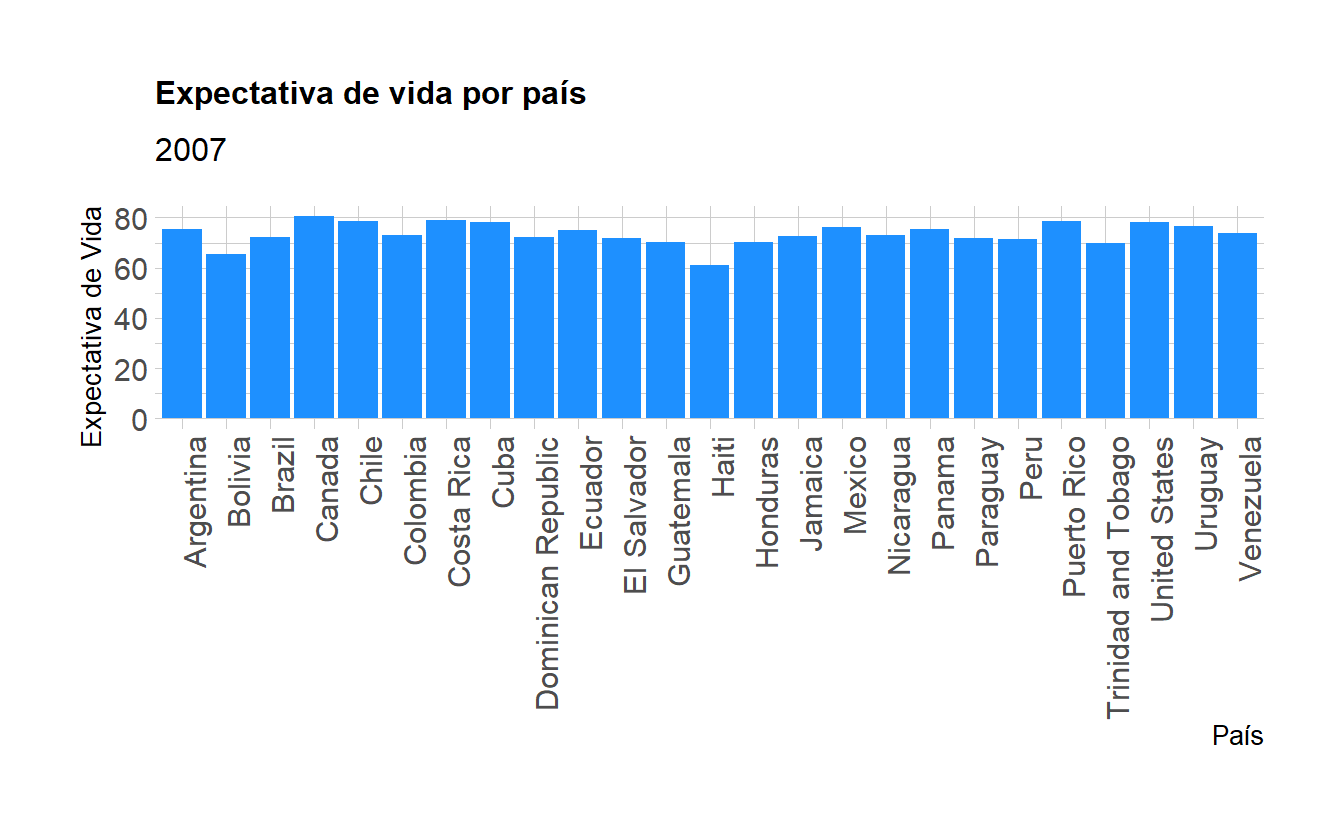 Expectativa de vida por país
2007
Expectativa de Vida
80
60
40
20
0
Argentina
Bolivia
Brazil
Canada
Chile
Colombia
Costa Rica
Cuba
Dominican Republic
Ecuador
El Salvador
Guatemala
Haiti
Honduras
Jamaica
Mexico
Nicaragua
Panama
Paraguay
Peru
Puerto Rico
Trinidad and Tobago
United States
Uruguay
Venezuela
País